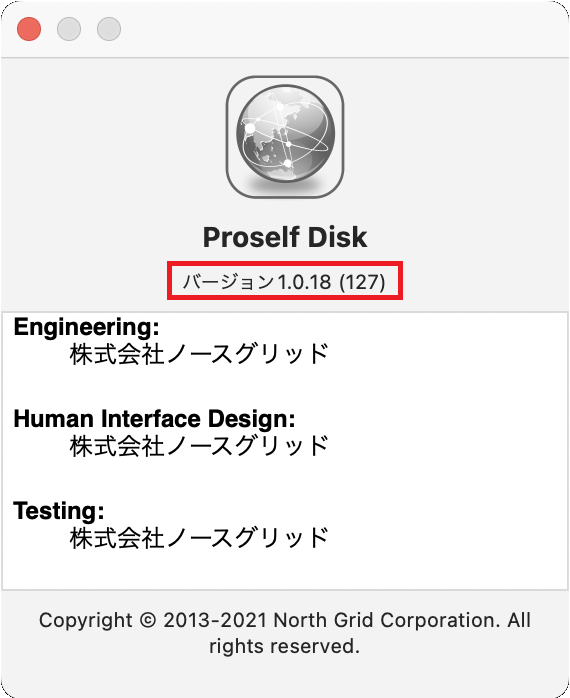 Proself Disk
バージョン1.0.18 (127)
Engineering:
株式会社ノースグリッド
Human Interface Design:
株式会社ノースグリッド
Testing:
株式会社ノースグリッド
Copyright © 2013-2021 North Grid Corporation. All
rights reserved.